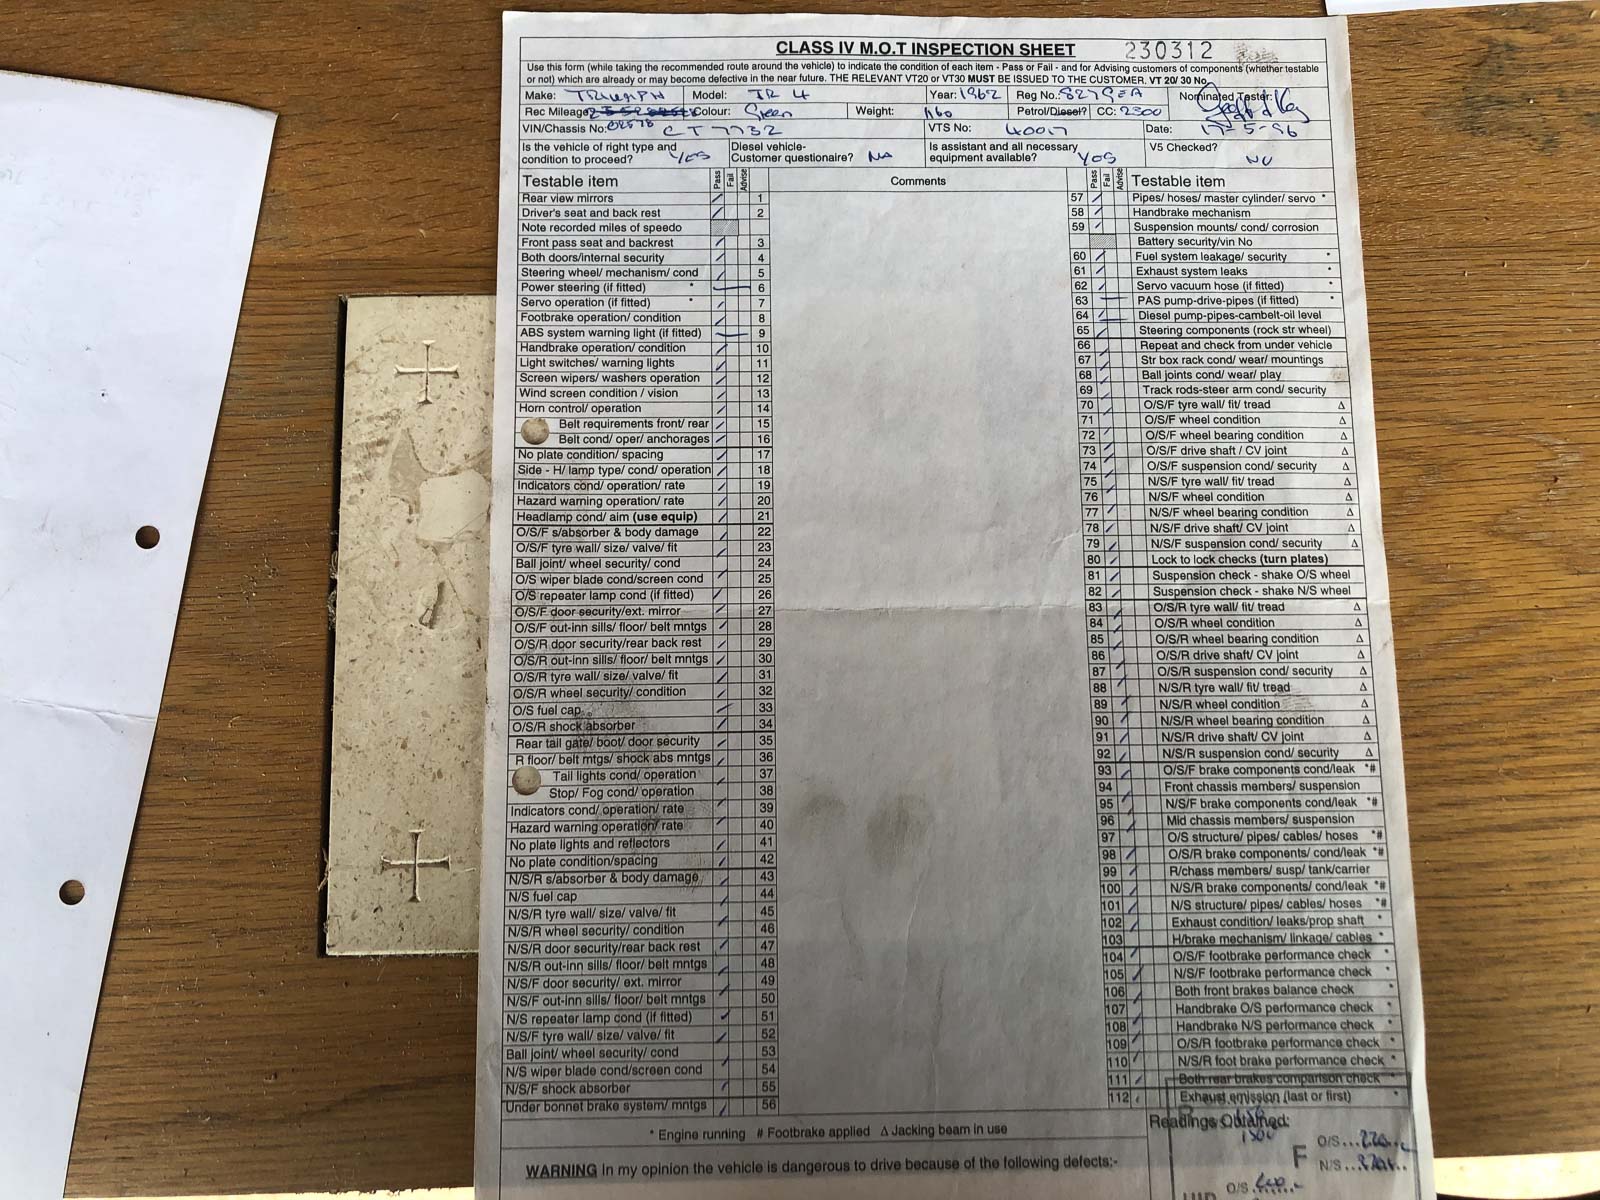 CLASS IV M.O.T INSPECTION SHEET 230312
Use this form (while taking the recommended route around the vehicle) to indicate the condition of each item - Pass or Fail - and for Advising customers of components (whether testable
or not) which are already or may become defective in the near future. THE RELEVANT VT20 or VT30 MUST BE ISSUED TO THE CUSTOMER. VT 20/ 30 No
Make: TRIUMPH Model: TR 4 Year: 1962 Reg No. 827GEA Nominated Tester:
Rec Mileage Colour: Green Weight: 1160 Petrol/Diesel? CC: 2300
VIN/Chassis No: 02578 CT 7732 VTS No: 40017 Date: 17-5-96
Is the vehicle of right type and condition to proceed? YES Diesel vehicle- Customer questionaire? NA Is assistant and all necessary equipment available? YES V5 Checked? NO
Testable item Pass Fail Advise Comments Pass Fail Advise Testable item
Rear view mirrors 1 57 Pipes/ hoses/ master cylinder/ servo *
Driver's seat and back rest 2 58 Handbrake mechanism
Note recorded miles of speedo 59 Suspension mounts/ cond/ corrosion
Front pass seat and backrest 3 Battery security/vin No
Both doors/internal security 4 60 Fuel system leakage/ security *
Steering wheel/ mechanism/ cond 5 61 Exhaust system leaks *
Power steering (if fitted) * 6 62 Servo vacuum hose (if fitted) *
Servo operation (if fitted) * 7 63 PAS pump-drive-pipes (if fitted) *
Footbrake operation/ condition 8 64 Diesel pump-pipes-cambelt-oil level
ABS system warning light (if fitted) 9 65 Steering components (rock str wheel)
Handbrake operation/ condition 10 66 Repeat and check from under vehicle
Light switches/ warning lights 11 67 Str box rack cond/ wear/ mountings
Screen wipers/ washers operation 12 68 Ball joints cond/ wear/ play
Wind screen condition / vision 13 69 Track rods-steer arm cond/ security
Horn control/ operation 14 70 O/S/F tyre wall/ fit/ tread Δ
Belt requirements front/ rear 15 71 O/S/F wheel condition Δ
Belt cond/ oper/ anchorages 16 72 O/S/F wheel bearing condition Δ
No plate condition/ spacing 17 73 O/S/F drive shaft / CV joint Δ
Side - H/ lamp type/ cond/ operation 18 74 O/S/F suspension cond/ security Δ
Indicators cond/ operation/ rate 19 75 N/S/F tyre wall/ fit/ tread Δ
Hazard warning operation/ rate 20 76 N/S/F wheel condition Δ
Headlamp cond/ aim (use equip) 21 77 N/S/F wheel bearing condition Δ
O/S/F s/absorber & body damage 22 78 N/S/F drive shaft/ CV joint Δ
O/S/F tyre wall/ size/ valve/ fit 23 79 N/S/F suspension cond/ security Δ
Ball joint/ wheel security/ cond 24 80 Lock to lock checks (turn plates)
O/S wiper blade cond/screen cond 25 81 Suspension check - shake O/S wheel
O/S repeater lamp cond (if fitted) 26 82 Suspension check - shake N/S wheel
O/S/F door security/ext. mirror 27 83 O/S/R tyre wall/ fit/ tread Δ
O/S/F out-inn sills/ floor/ belt mntgs 28 84 O/S/R wheel condition Δ
O/S/R door security/rear back rest 29 85 O/S/R wheel bearing condition Δ
O/S/R out-inn sills/ floor/ belt mntgs 30 86 O/S/R drive shaft/ CV joint Δ
O/S/R tyre wall/ size/ valve/ fit 31 87 O/S/R suspension cond/ security Δ
O/S/R wheel security/ condition 32 88 N/S/R tyre wall/ fit/ tread Δ
O/S fuel cap 33 89 N/S/R wheel condition Δ
O/S/R shock absorber 34 90 N/S/R wheel bearing condition Δ
Rear tail gate/ boot/ door security 35 91 N/S/R drive shaft/ CV joint Δ
R floor/ belt mtgs/ shock abs mntgs 36 92 N/S/R suspension cond/ security Δ
Tail lights cond/ operation 37 93 O/S/F brake components cond/leak *#
Stop/ Fog cond/ operation 38 94 Front chassis members/ suspension
Indicators cond/ operation/ rate 39 95 N/S/F brake components cond/leak *#
Hazard warning operation/ rate 40 96 Mid chassis members/ suspension
No plate lights and reflectors 41 97 O/S structure/ pipes/ cables/ hoses *#
No plate condition/spacing 42 98 O/S/R brake components/ cond/leak *#
N/S/R s/absorber & body damage 43 99 R/chass members/ susp/ tank/carrier
N/S fuel cap 44 100 N/S/R brake components/ cond/leak *#
N/S/R tyre wall/ size/ valve/ fit 45 101 N/S structure/ pipes/ cables/ hoses *#
N/S/R wheel security/ condition 46 102 Exhaust condition/ leaks/prop shaft *
N/S/R door security/rear back rest 47 103 H/brake mechanism/ linkage/ cables *
N/S/R out-inn sills/ floor/ belt mntgs 48 104 O/S/F footbrake performance check *
N/S/F door security/ ext. mirror 49 105 N/S/F footbrake performance check *
N/S/F out-inn sills/ floor/ belt mntgs 50 106 Both front brakes balance check *
N/S repeater lamp cond (if fitted) 51 107 Handbrake O/S performance check *
N/S/F tyre wall/ size/ valve/ fit 52 108 Handbrake N/S performance check *
Ball joint/ wheel security/ cond 53 109 O/S/R footbrake performance check *
N/S wiper blade cond/screen cond 54 110 N/S/R foot brake performance check *
N/S/F shock absorber 55 111 Both rear brakes comparison check *
Under bonnet brake system/ mntgs 56 112 Exhaust emission (last or first) *
* Engine running # Footbrake applied Δ Jacking beam in use Readings Obtained:
F O/S
N/S
WARNING In my opinion the vehicle is dangerous to drive because of the following defects:-
O/S